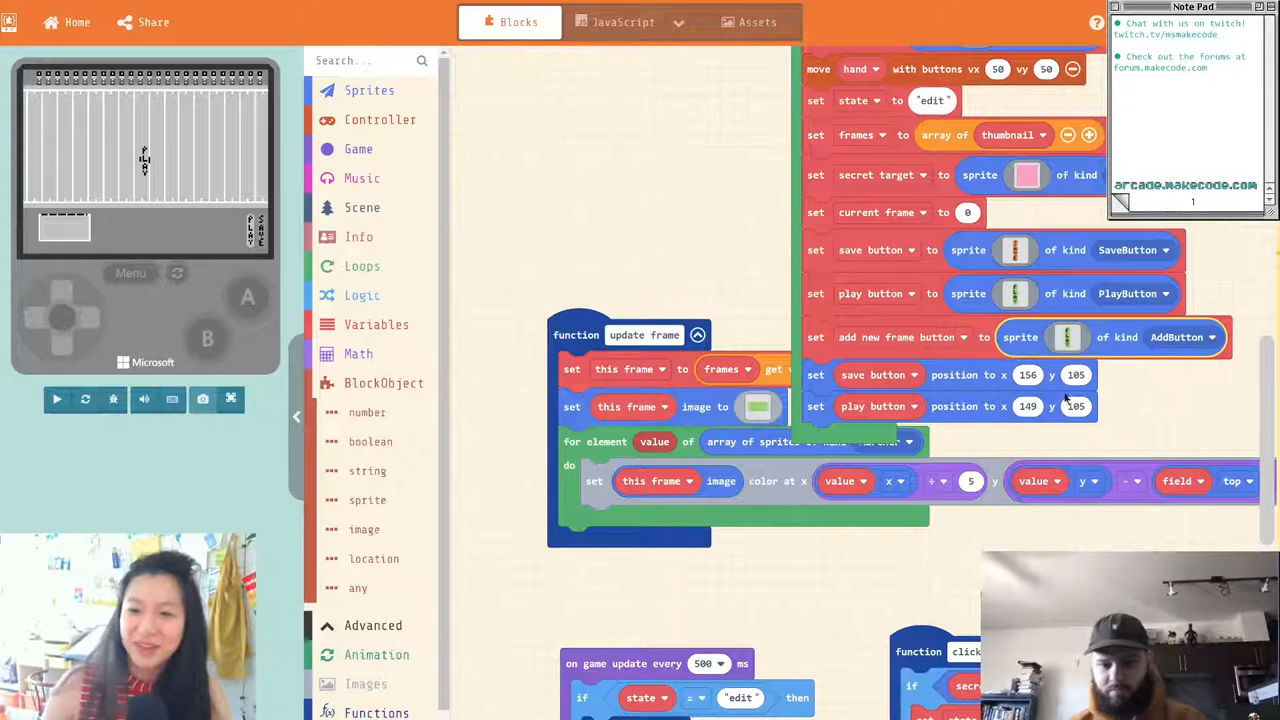 Home
Share
Blocks
JavaScript
Assets
?
Note Pad
Chat with us on twitch!
twitch.tv/msmakecode
Check out the forums at
forum.makecode.com
arcade.makecode.com
1
PLAY
PLAY
SAVE
Menu
A
B
Microsoft
Search...
Sprites
Controller
Game
Music
Scene
Info
Loops
Logic
Variables
Math
BlockObject
number
boolean
string
sprite
image
location
any
Advanced
Animation
Images
Functions
move hand with buttons vx 50 vy 50
set state to "edit"
set frames to array of thumbnail
set secret target to sprite of kind
set current frame to 0
set save button to sprite of kind SaveButton
set play button to sprite of kind PlayButton
set add new frame button to sprite of kind AddButton
set save button position to x 156 y 105
set play button position to x 149 y 105
function update frame
set this frame to frames get v
set this frame image to
for element value of array of sprites
do
set this frame image color at x value x ÷ 5 y value y - field top
on game update every 500 ms
if state = "edit" then
function click
if secr